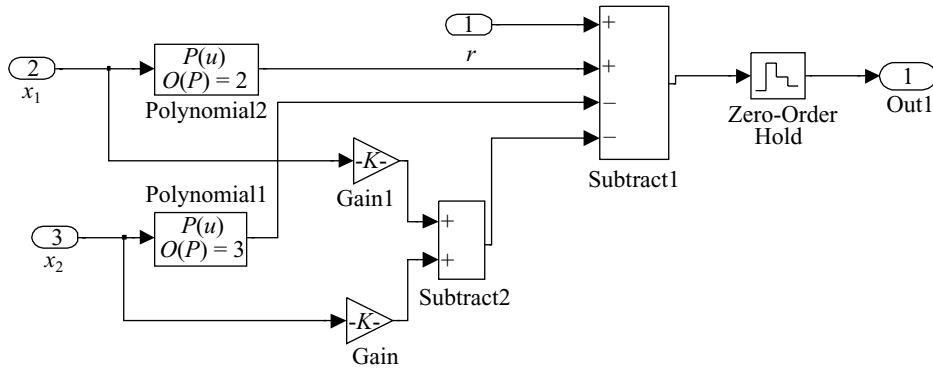 1
r
2
x₁
P(u)
O(P) = 2
Polynomial2
+
+
−
−
Subtract1
Zero-Order
Hold
1
Out1
-K-
Gain1
Polynomial1
P(u)
O(P) = 3
3
x₂
+
+
Subtract2
-K-
Gain